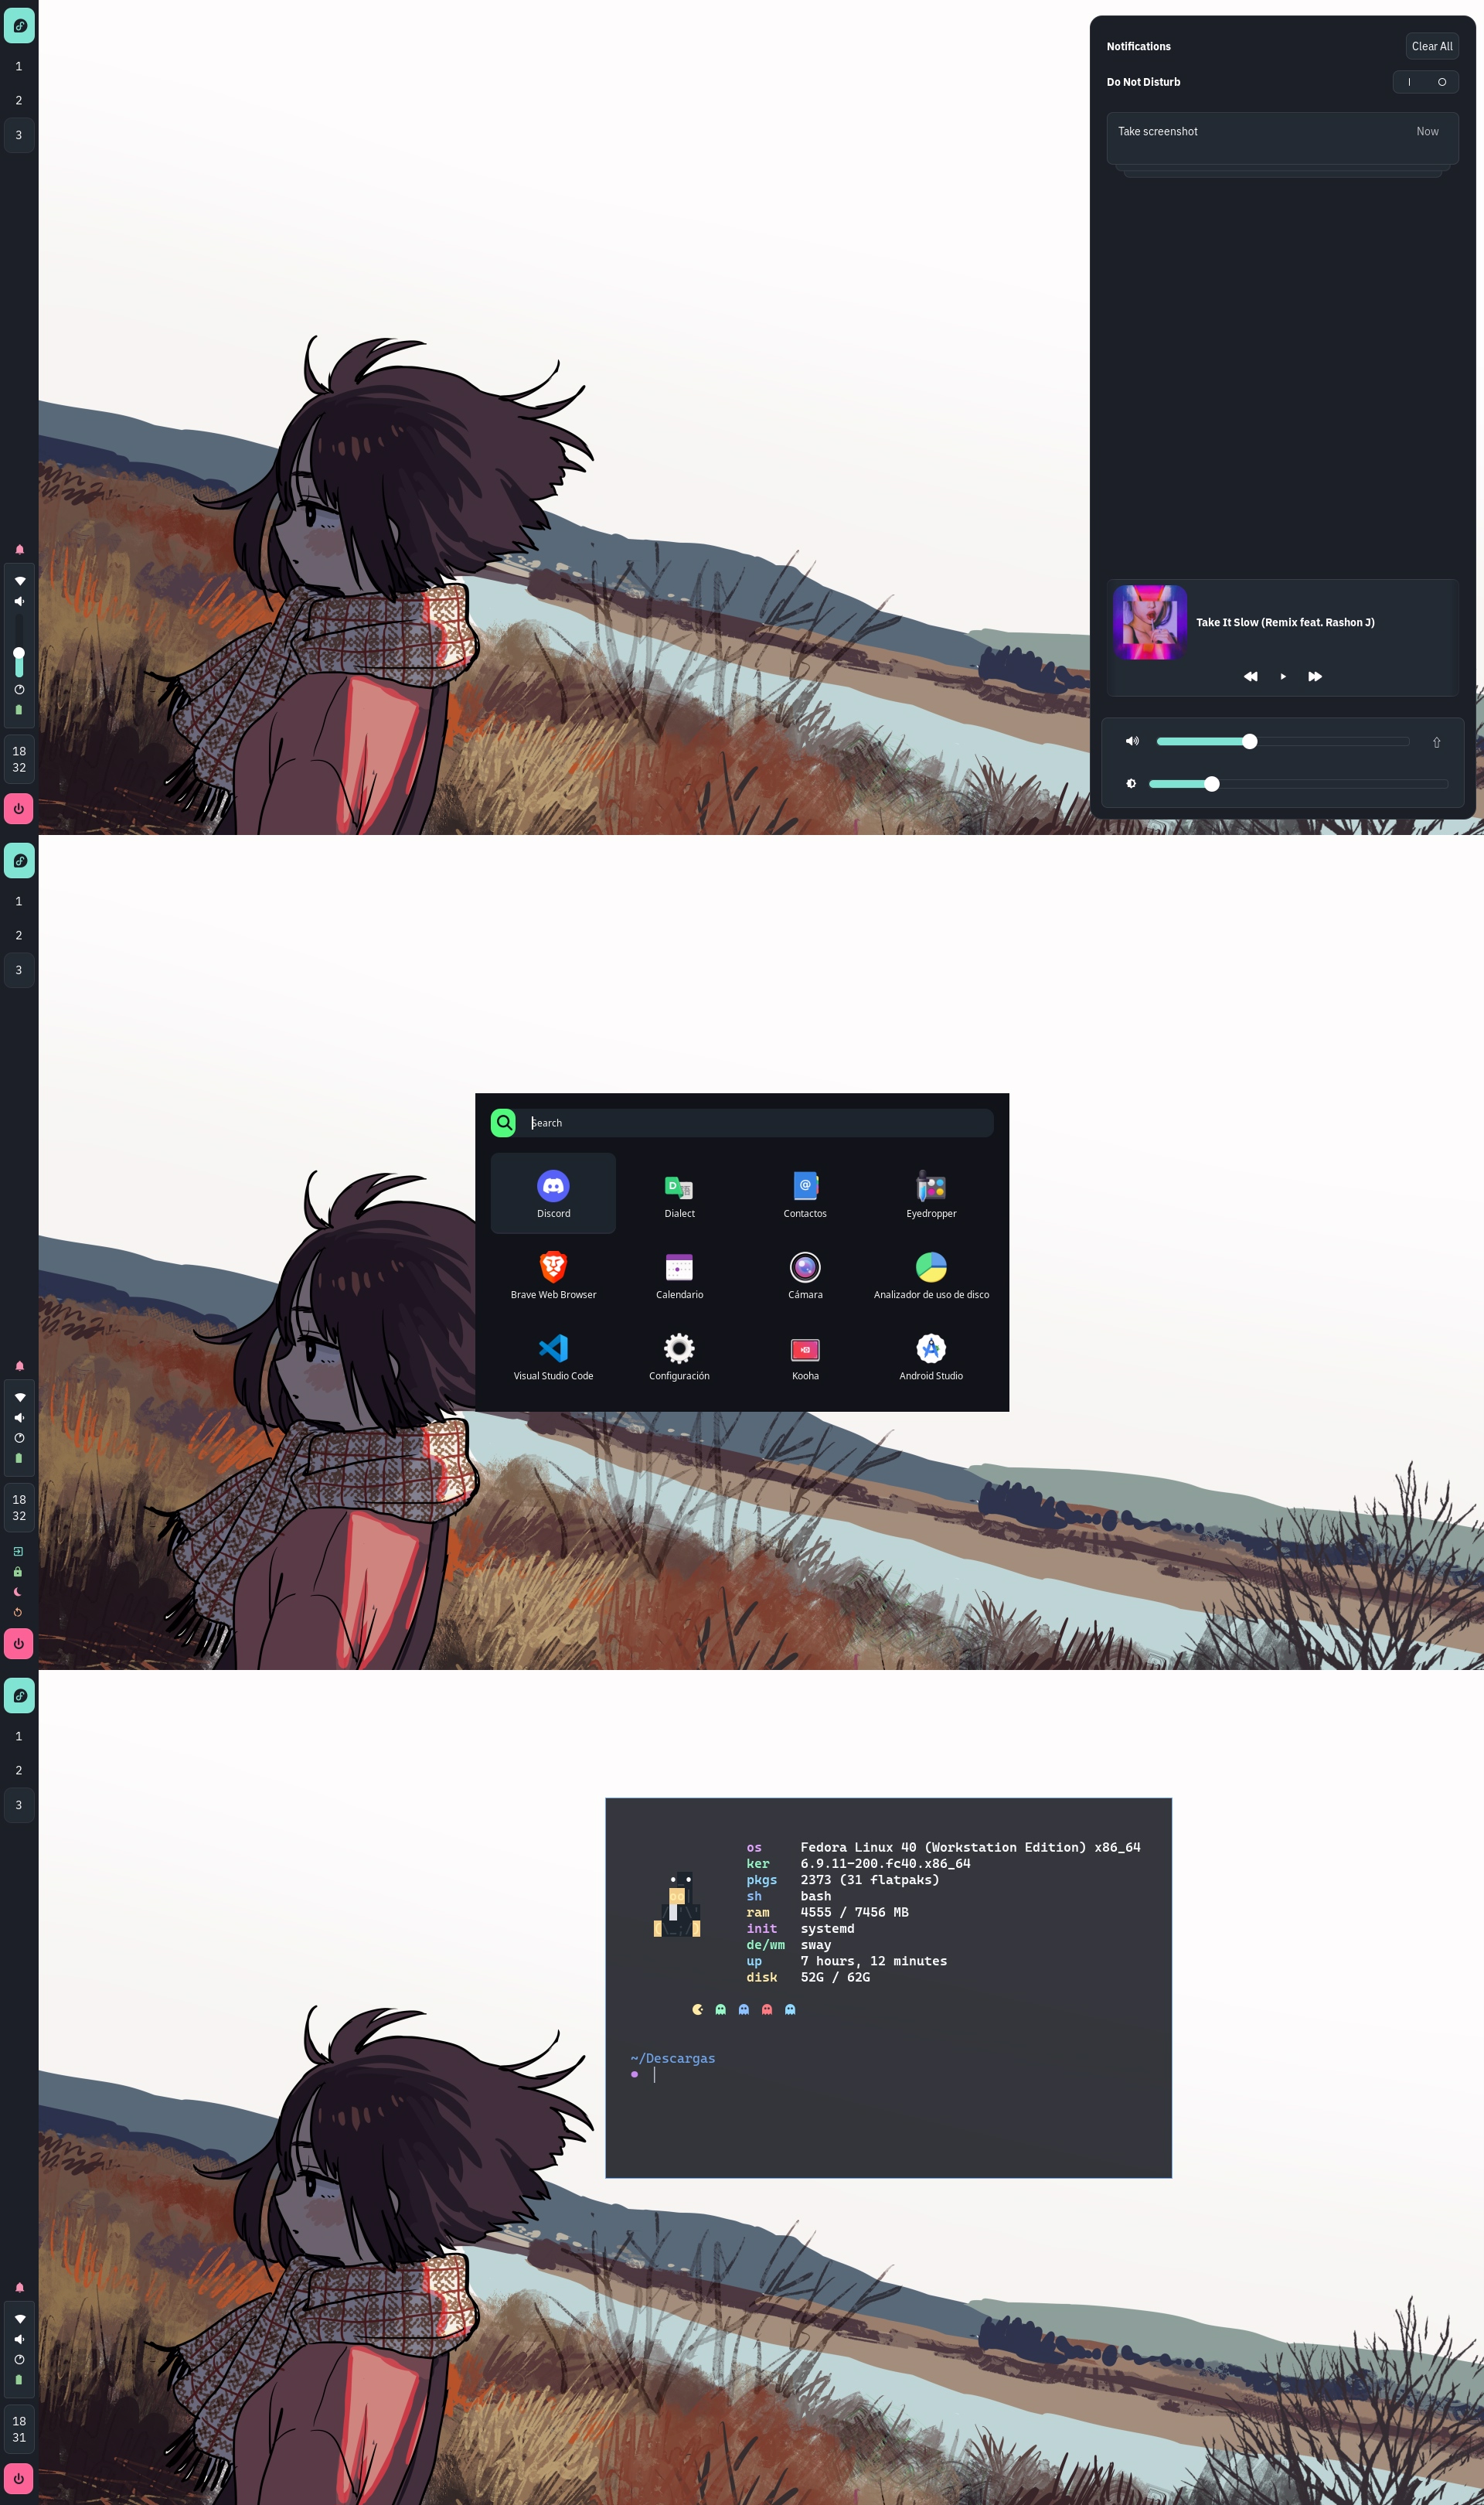 1
2
3
18
32
Notifications
Clear All
Do Not Disturb
Take screenshot Now
Take It Slow (Remix feat. Rashon J)
1
2
3
18
32
Search
Discord Dialect Contactos Eyedropper
Brave Web Browser Calendario Cámara Analizador de uso de disco
Visual Studio Code Configuración Kooha Android Studio
1
2
3
18
31
os Fedora Linux 40 (Workstation Edition) x86_64
ker 6.9.11-200.fc40.x86_64
pkgs 2373 (31 flatpaks)
sh bash
ram 4555 / 7456 MB
init systemd
de/wm sway
up 7 hours, 12 minutes
disk 52G / 62G
~/Descargas